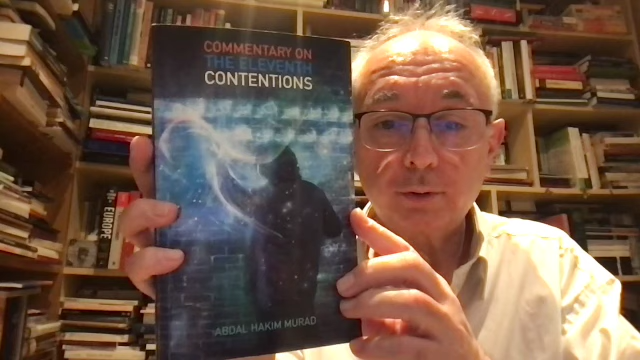 COMMENTARY ON
THE ELEVENTH
CONTENTIONS
ABDAL HAKIM MURAD
EUROPE